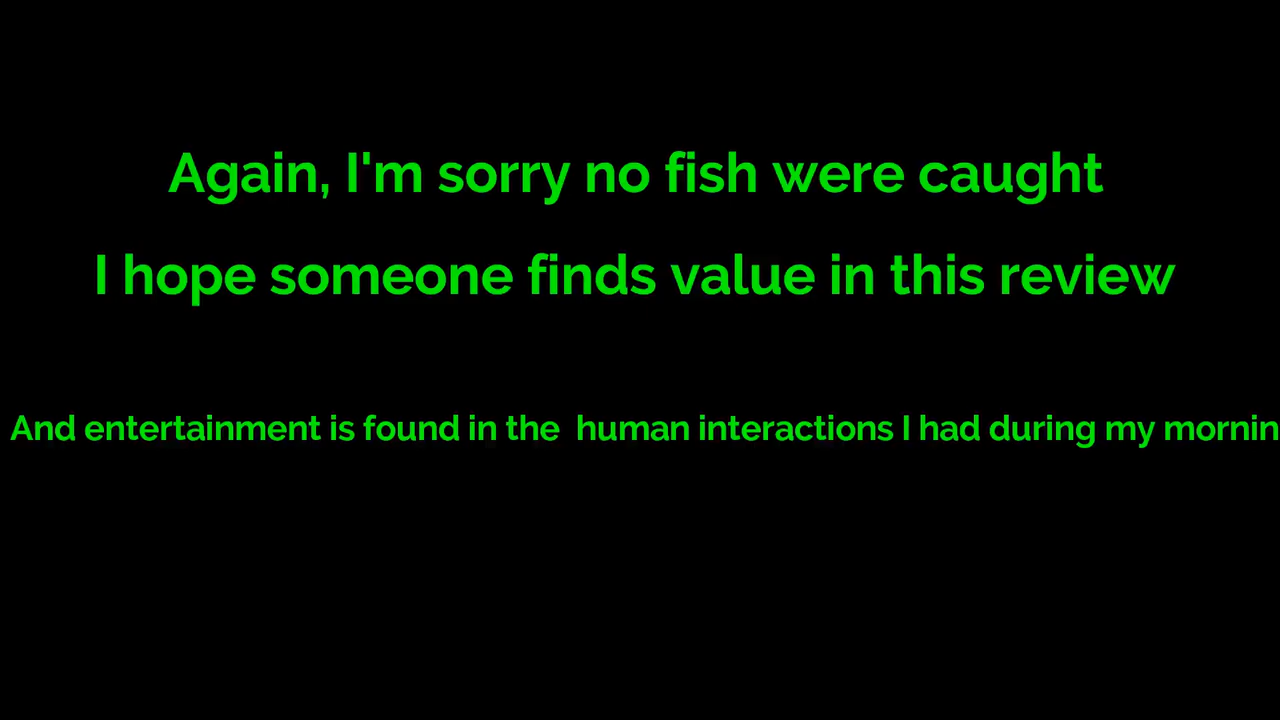 Again, I'm sorry no fish were caught
I hope someone finds value in this review
And entertainment is found in the  human interactions I had during my mornin